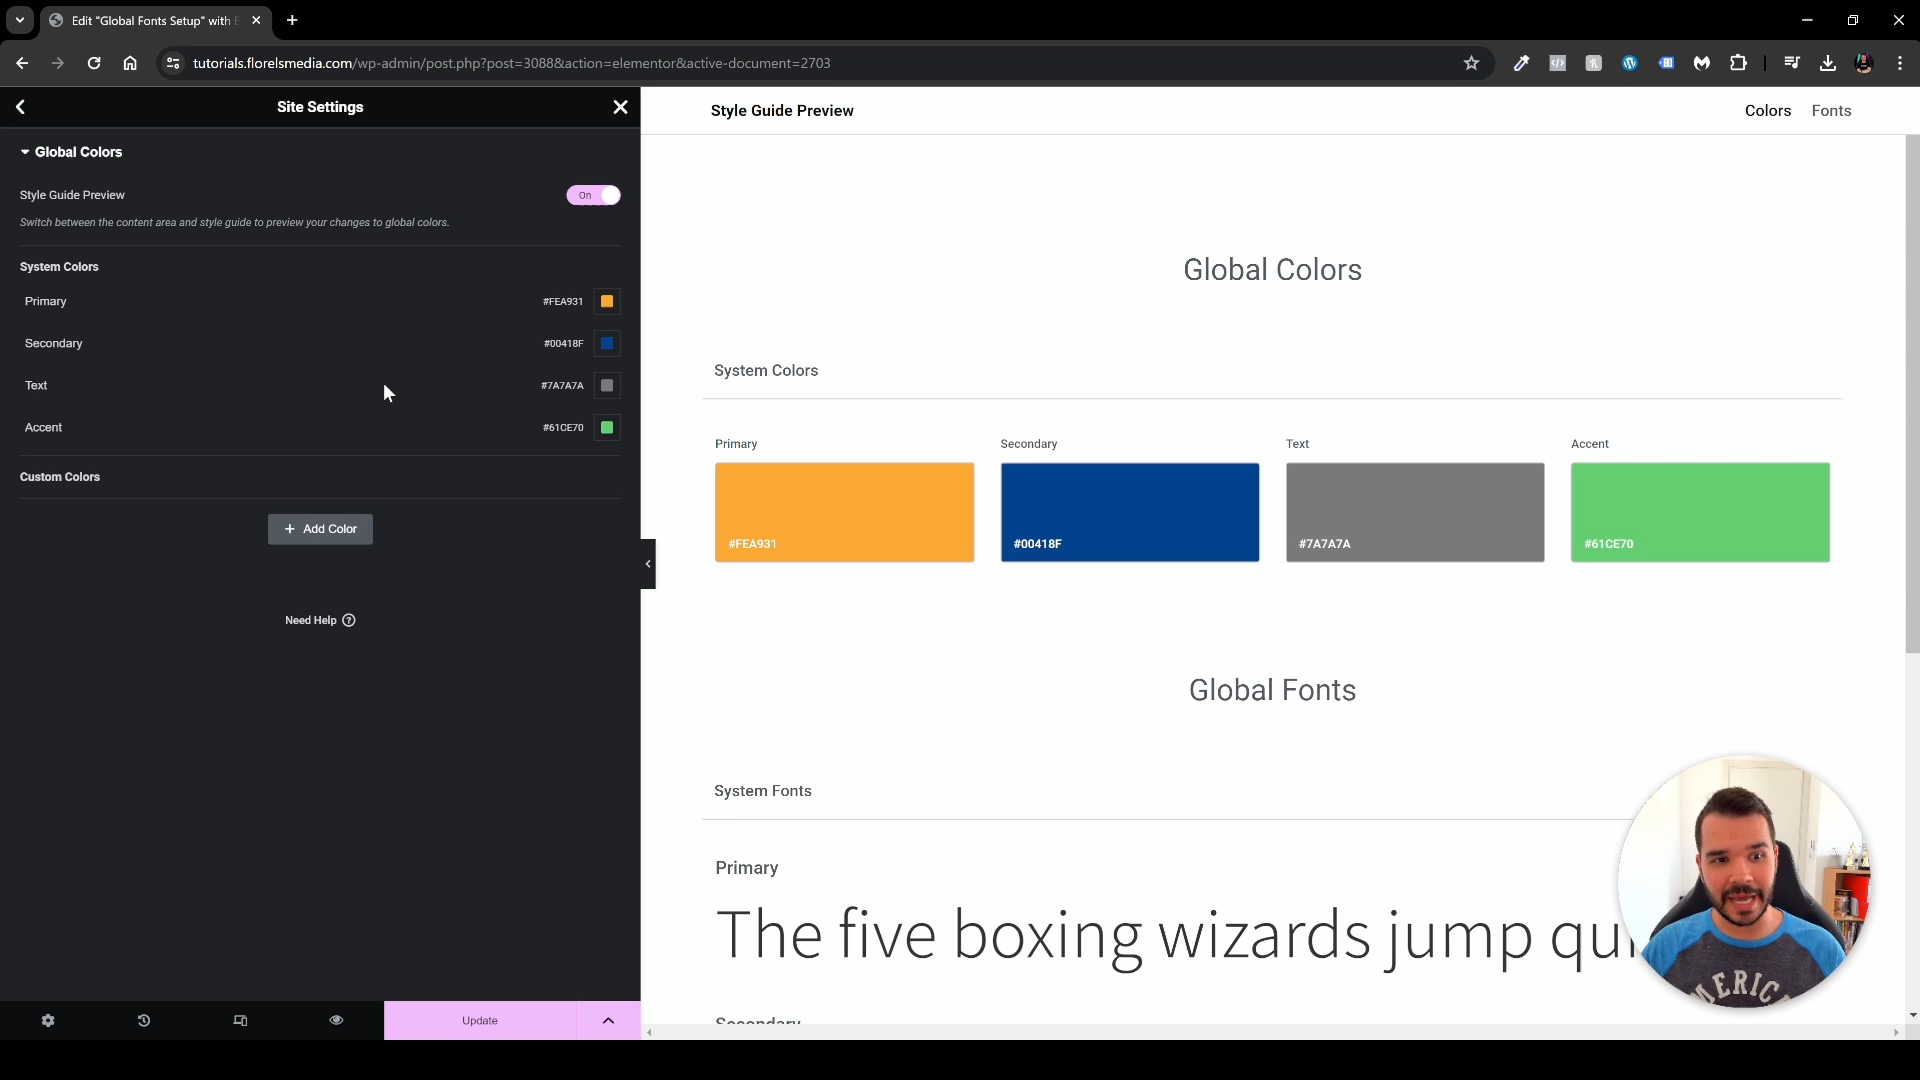 Edit "Global Fonts Setup" with E
tutorials.florelsmedia.com/wp-admin/post.php?post=3088&action=elementor&active-document=2703
Site Settings
Global Colors
Style Guide Preview
On
Switch between the content area and style guide to preview your changes to global colors.
System Colors
Primary
#FEA931
Secondary
#00418F
Text
#7A7A7A
Accent
#61CE70
Custom Colors
+ Add Color
Need Help
Update
Style Guide Preview
Colors
Fonts
Global Colors
System Colors
Primary
Secondary
Text
Accent
#FEA931
#00418F
#7A7A7A
#61CE70
Global Fonts
System Fonts
Primary
The five boxing wizards jump qui
Secondary
MERIC